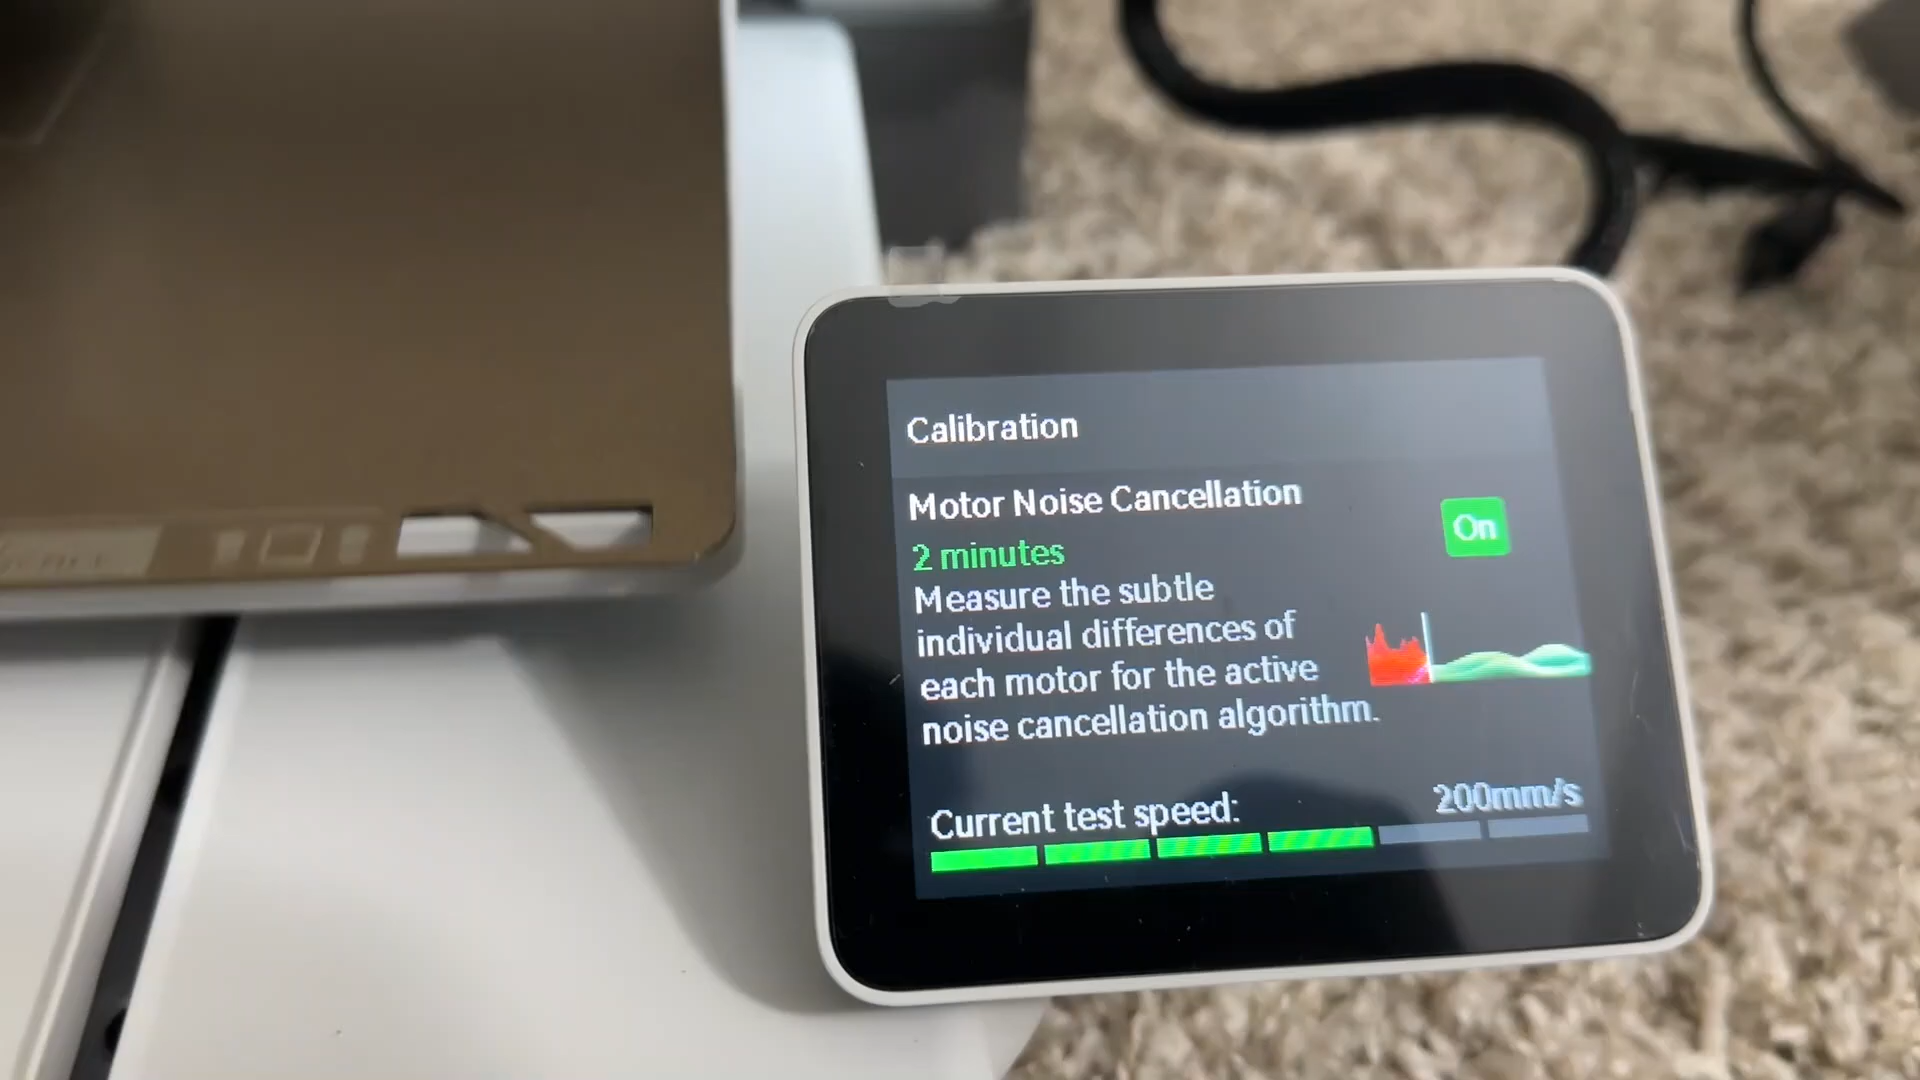 Calibration
Motor Noise Cancellation
On
2 minutes
Measure the subtle
individual differences of
each motor for the active
noise cancellation algorithm.
Current test speed:
200mm/s